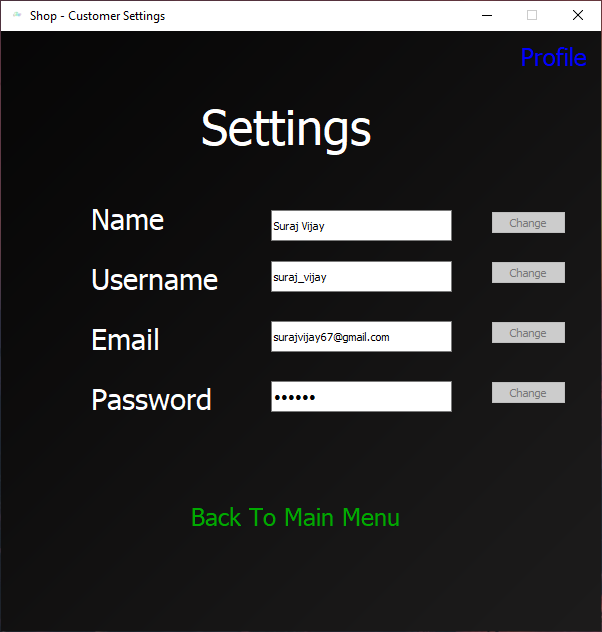 Shop - Customer Settings
Profile
Settings
Name
Suraj Vijay
Change
Username
suraj_vijay
Change
Email
surajvijay67@gmail.com
Change
Password
••••••
Change
Back To Main Menu